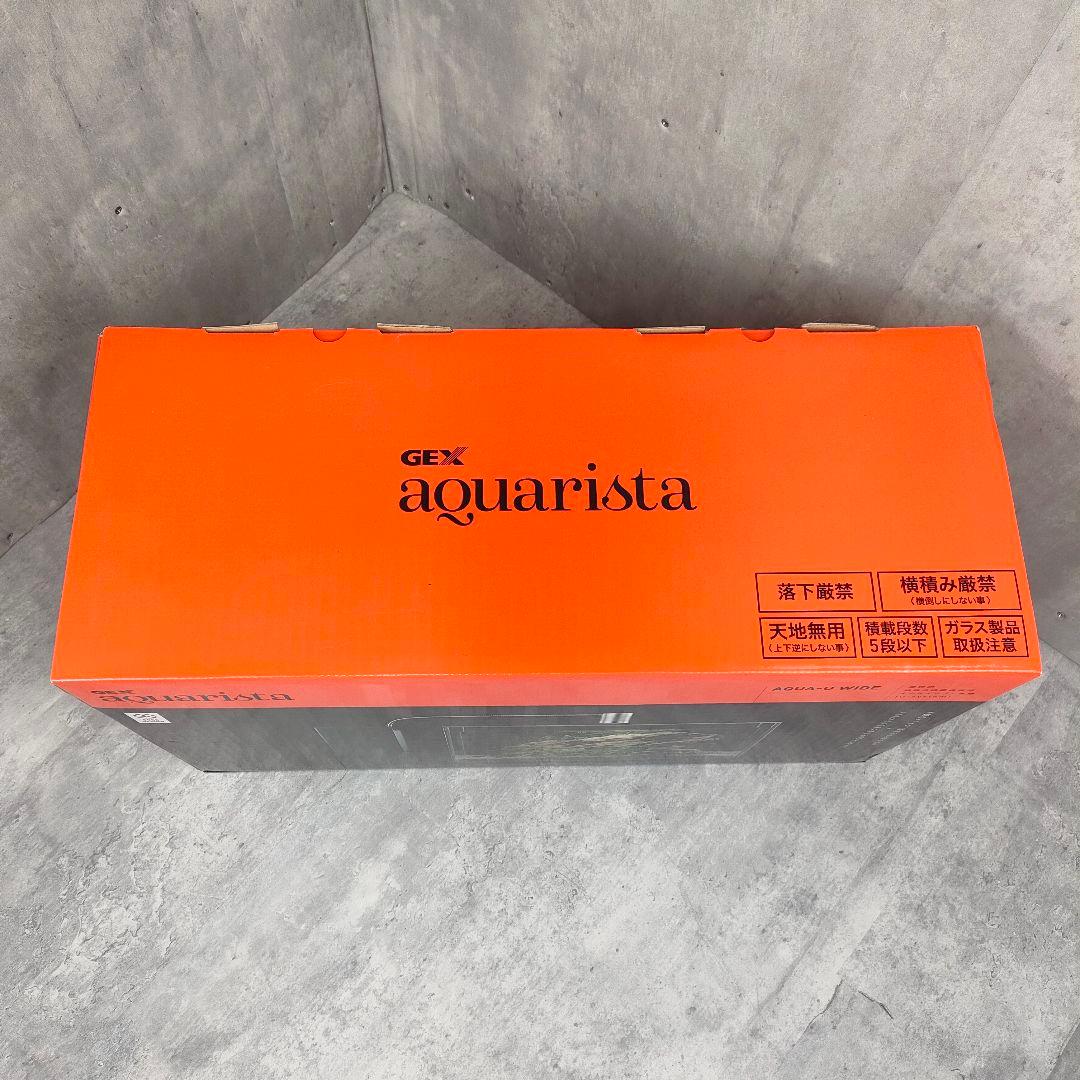 GEX
aquarista
落下厳禁
横積み厳禁
(横倒しにしない事)
天地無用
(上下逆にしない事)
積載段数
5段以下
ガラス製品
取扱注意
GEX
aquarista
AQUA-U WIDE